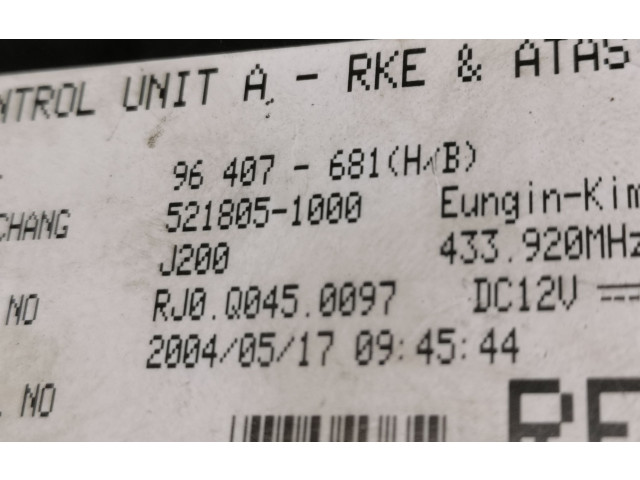 NTROL UNIT A - RKE & ATAS
96 407 - 681(H/B)
CHANG 521805-1000 Eungin-Kim
J200 433.920MHz
NO RJ0.Q045.0097 DC12V
2004/05/17 09:45:44
NO
RE